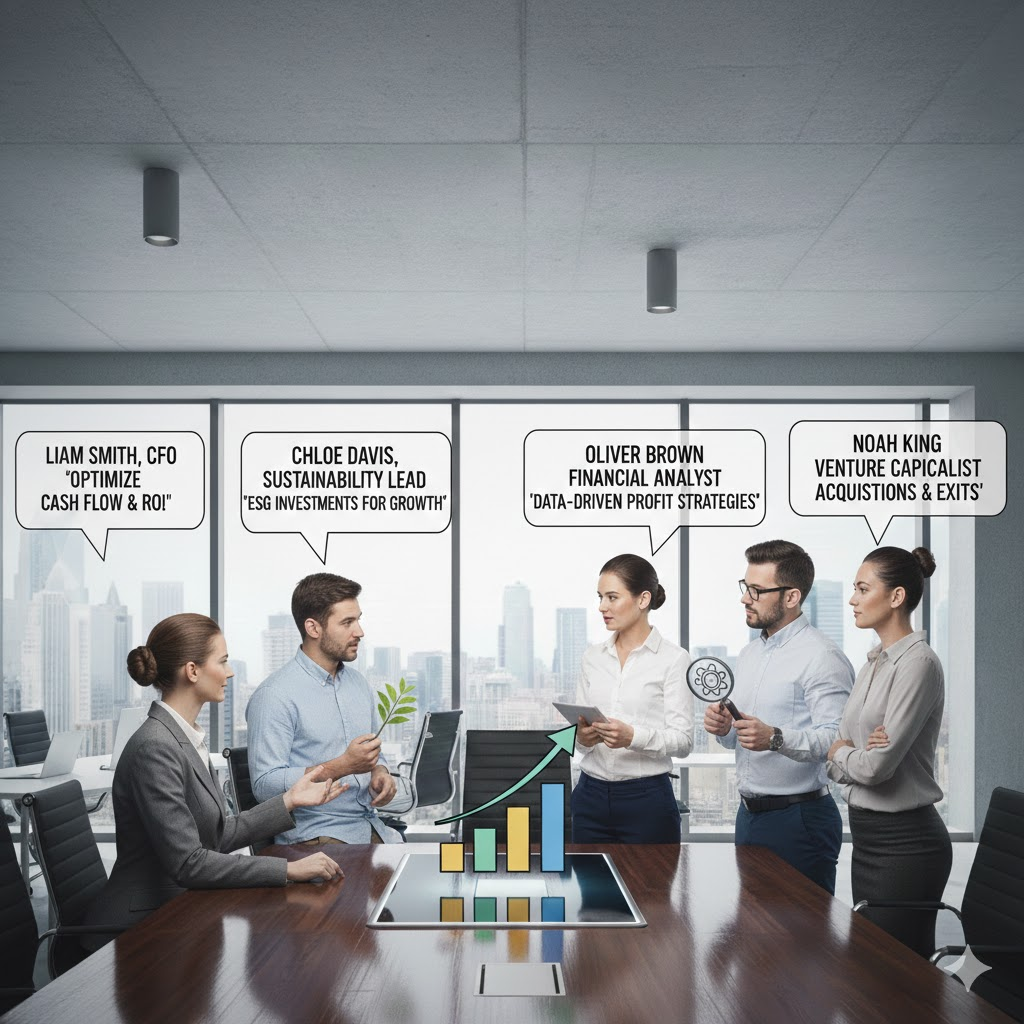 LIAM SMITH, CFO
"OPTIMIZE
CASH FLOW & ROI"
CHLOE DAVIS,
SUSTAINABILITY LEAD
'ESG INVESTMENTS FOR GROWTH'
OLIVER BROWN
FINANCIAL ANALYST
'DATA-DRIVEN PROFIT STRATEGIES'
NOAH KING
VENTURE CAPICALIST
ACQUISTIONS & EXITS'